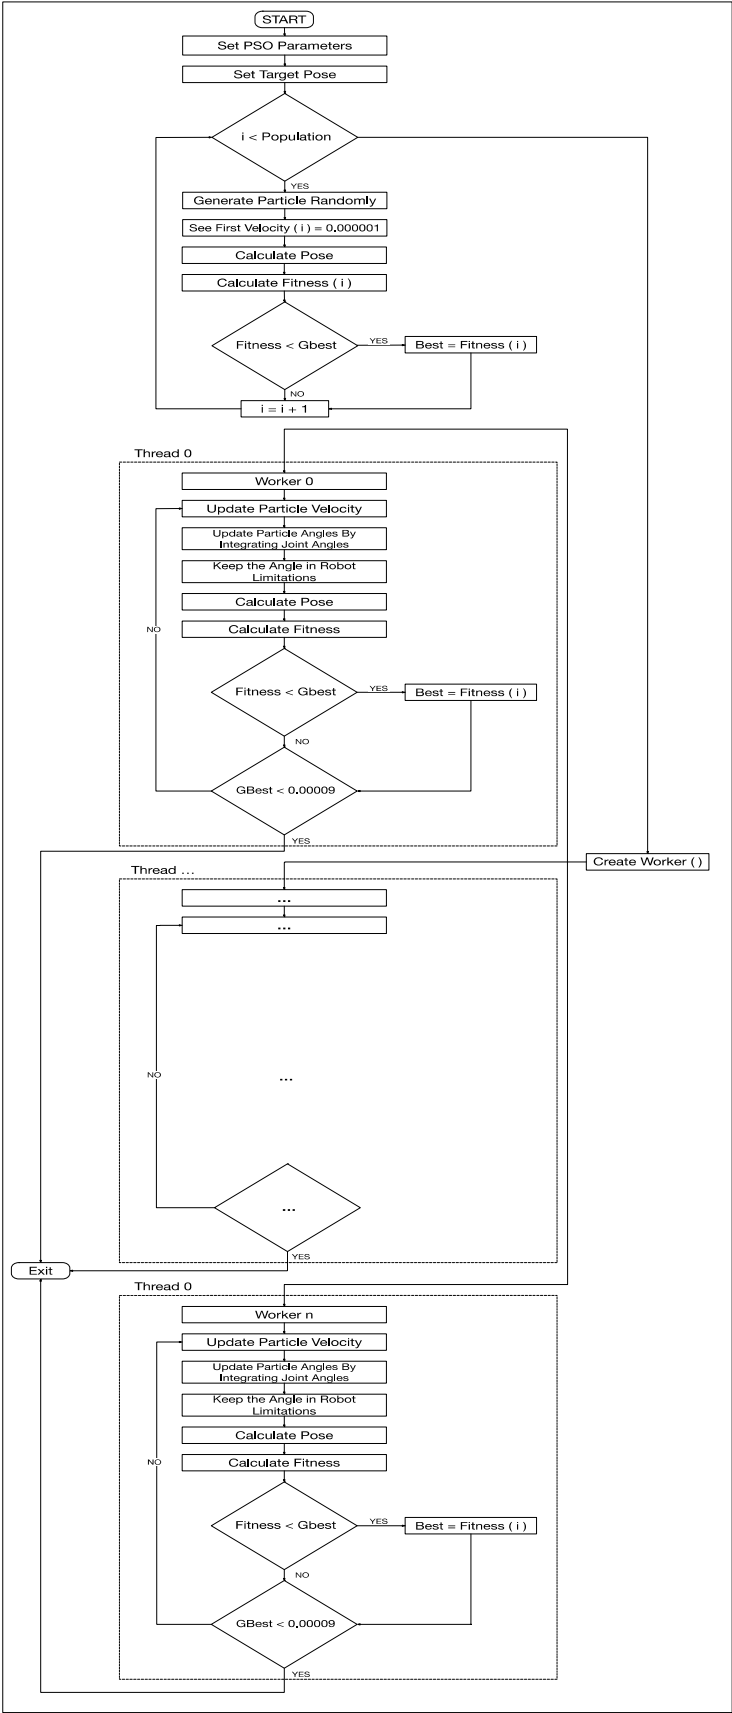 START
Set PSO Parameters
Set Target Pose
i < Population
YES
Generate Particle Randomly
See First Velocity ( i ) = 0.000001
Calculate Pose
Calculate Fitness ( i )
Fitness < Gbest
YES
Best = Fitness ( i )
NO
i = i + 1
Thread 0
Worker 0
Update Particle Velocity
Update Particle Angles By
Integrating Joint Angles
Keep the Angle in Robot
Limitations
Calculate Pose
Calculate Fitness
NO
Fitness < Gbest
YES
Best = Fitness ( i )
NO
GBest < 0.00009
YES
Create Worker ( )
Thread ...
...
...
NO
...
...
YES
Exit
Thread 0
Worker n
Update Particle Velocity
Update Particle Angles By
Integrating Joint Angles
Keep the Angle in Robot
Limitations
Calculate Pose
Calculate Fitness
NO
Fitness < Gbest
YES
Best = Fitness ( i )
NO
GBest < 0.00009
YES